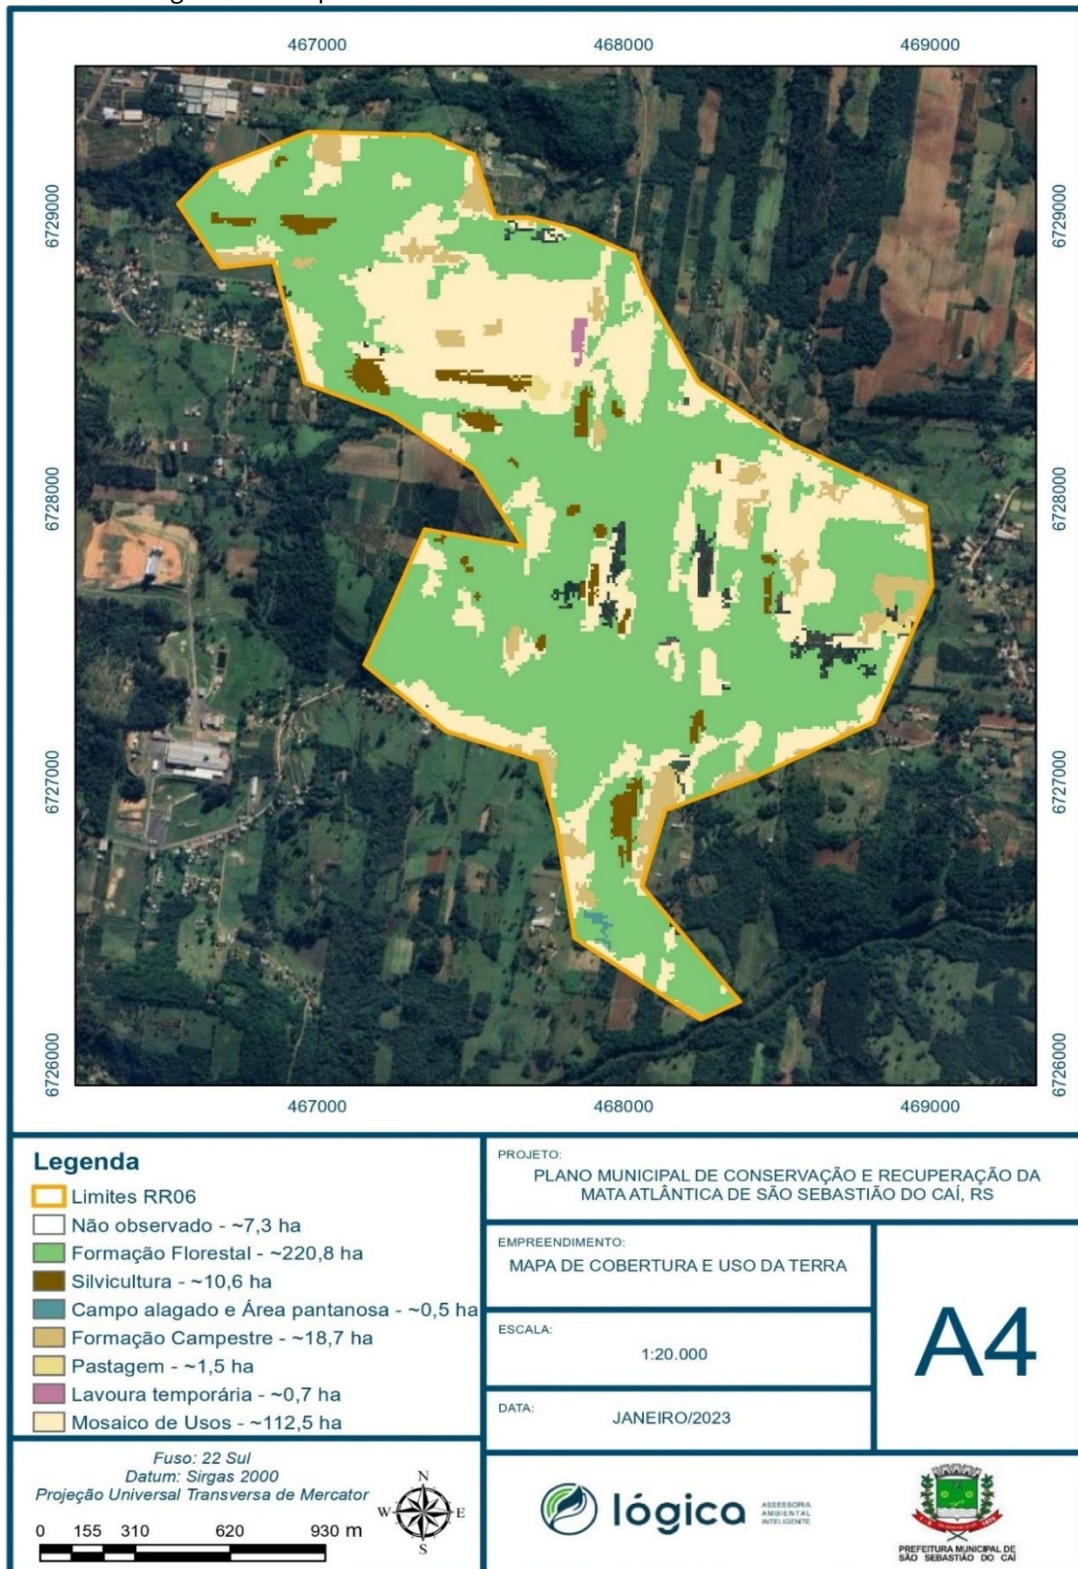 467000
468000
469000
6729000
6729000
6728000
6728000
6727000
6727000
6726000
6726000
467000
468000
469000
Legenda
Limites RR06
Não observado - ~7,3 ha
Formação Florestal - ~220,8 ha
Silvicultura - ~10,6 ha
Campo alagado e Área pantanosa - ~0,5 ha
Formação Campestre - ~18,7 ha
Pastagem - ~1,5 ha
Lavoura temporária - ~0,7 ha
Mosaico de Usos - ~112,5 ha
Fuso: 22 Sul
Datum: Sirgas 2000
Projeção Universal Transversa de Mercator
N
W
E
S
0 155 310 620 930 m
PROJETO:
PLANO MUNICIPAL DE CONSERVAÇÃO E RECUPERAÇÃO DA
MATA ATLÂNTICA DE SÃO SEBASTIÃO DO CAÍ, RS
EMPREENDIMENTO:
MAPA DE COBERTURA E USO DA TERRA
ESCALA:
1:20.000
DATA:
JANEIRO/2023
A4
lógica
ASSESSORIA
AMBIENTAL
INTELIGENTE
PREFEITURA MUNICIPAL DE
SÃO SEBASTIÃO DO CAÍ